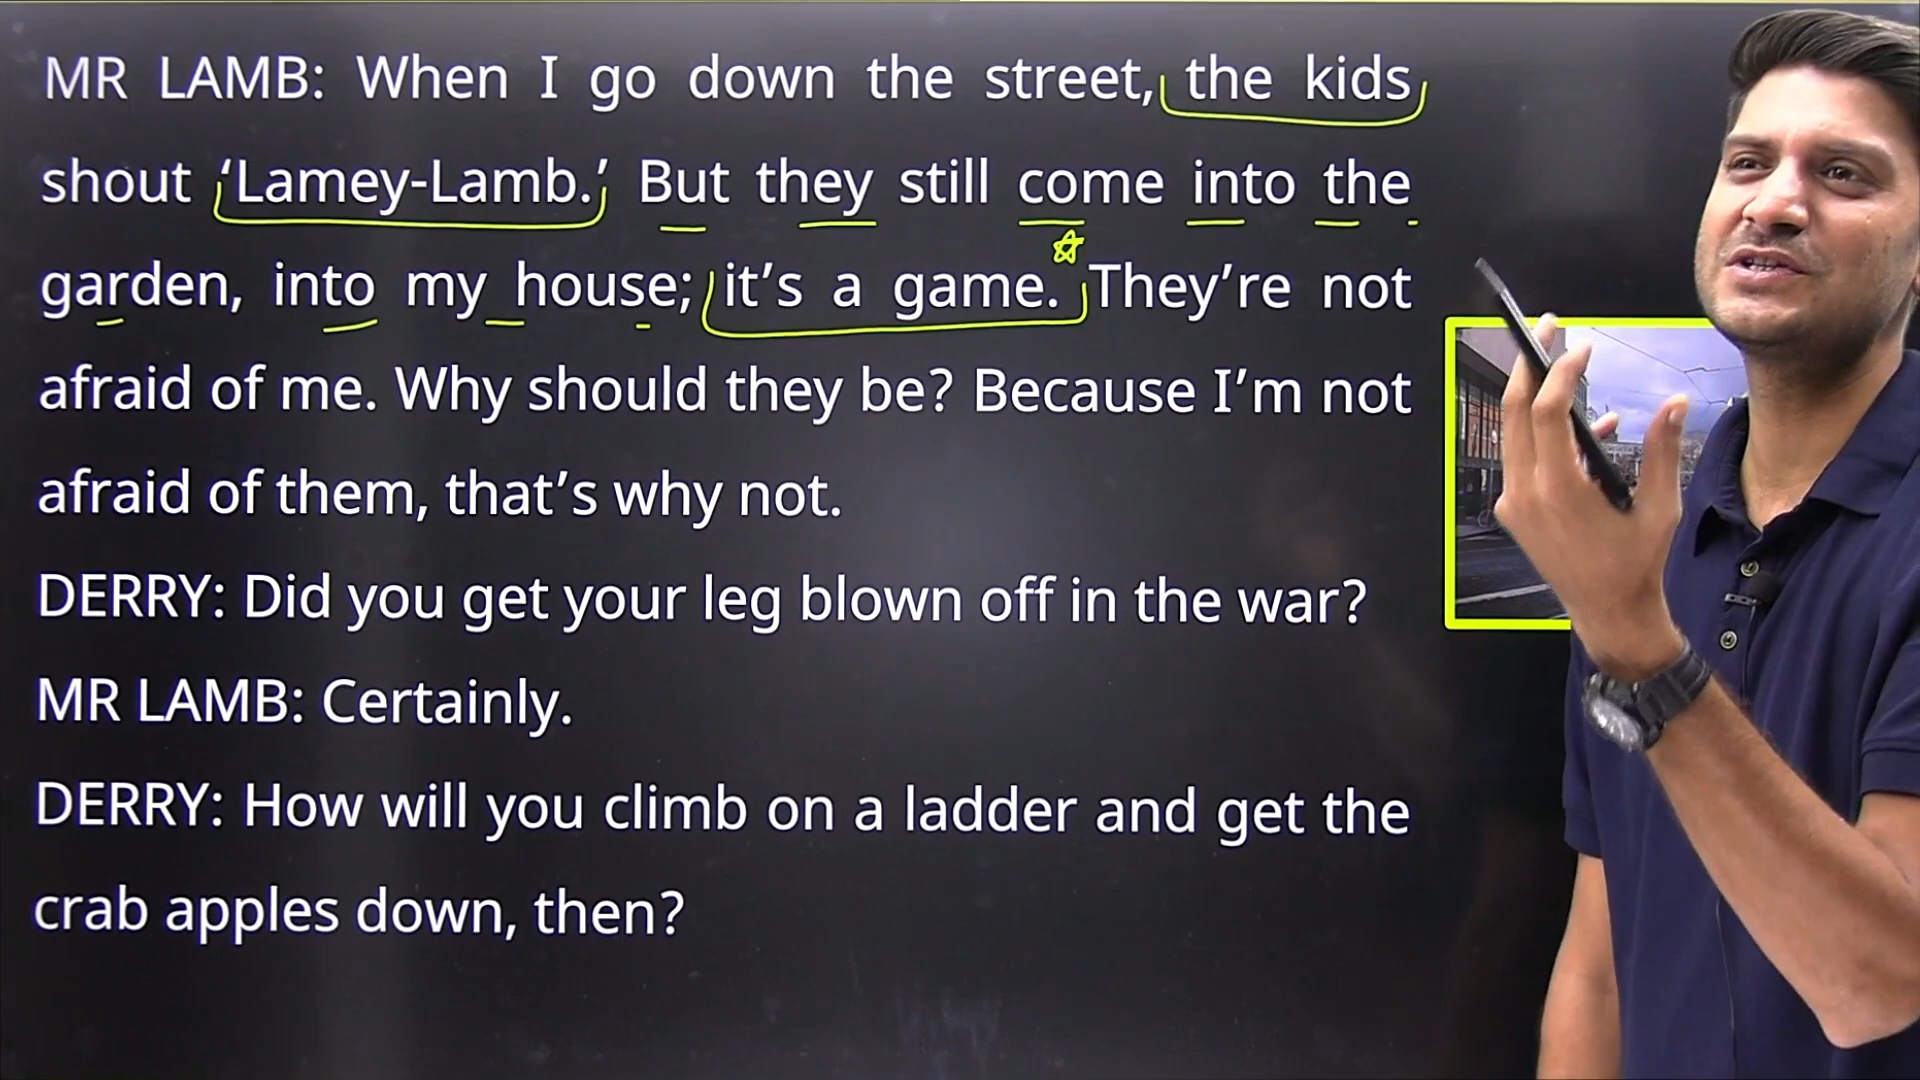 MR LAMB: When I go down the street, the kids
shout ‘Lamey-Lamb.’ But they still come into the
garden, into my house; it’s a game. They’re not
afraid of me. Why should they be? Because I’m not
afraid of them, that’s why not.
DERRY: Did you get your leg blown off in the war?
MR LAMB: Certainly.
DERRY: How will you climb on a ladder and get the
crab apples down, then?